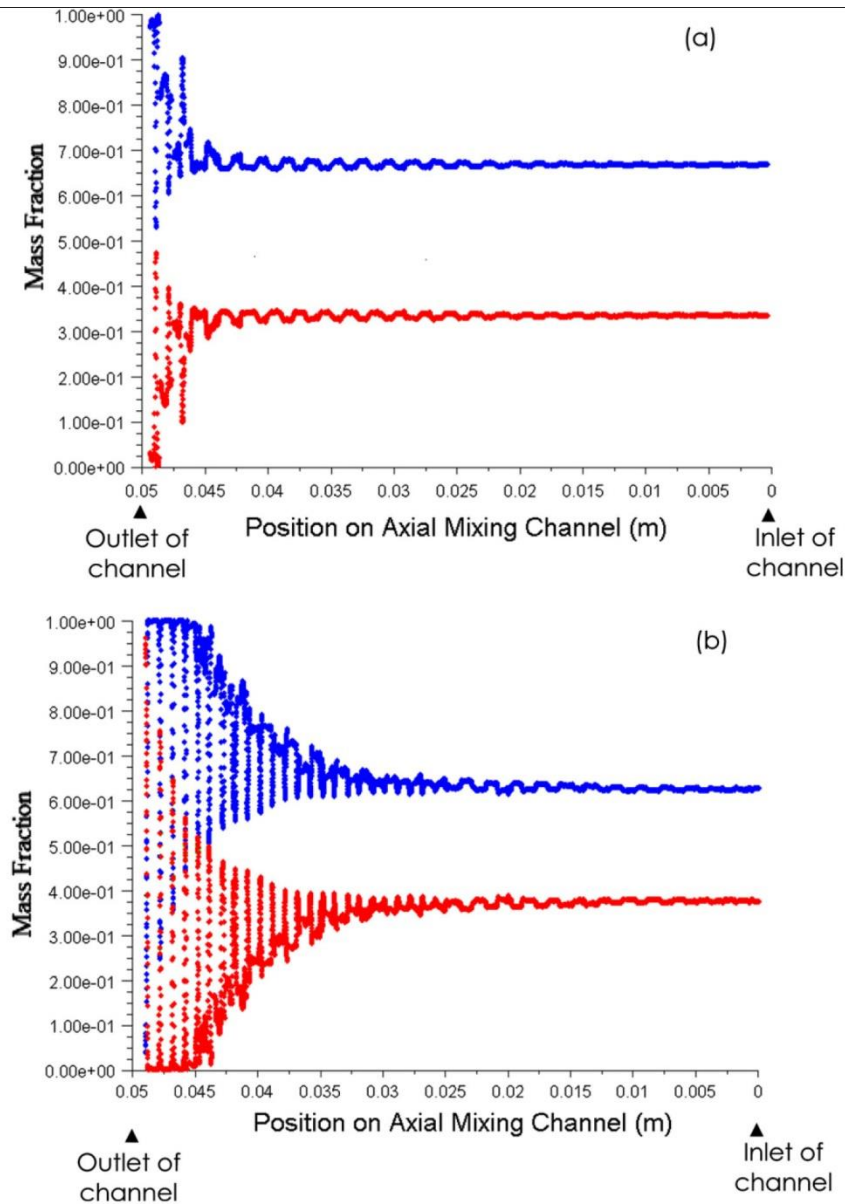 (a)
1.00e+00
9.00e-01
8.00e-01
7.00e-01
6.00e-01
5.00e-01
4.00e-01
3.00e-01
2.00e-01
1.00e-01
0.00e+00
Mass Fraction
0.05 0.045 0.04 0.035 0.03 0.025 0.02 0.015 0.01 0.005 0
Position on Axial Mixing Channel (m)
Outlet of
channel
Inlet of
channel
(b)
1.00e+00
9.00e-01
8.00e-01
7.00e-01
6.00e-01
5.00e-01
4.00e-01
3.00e-01
2.00e-01
1.00e-01
0.00e+00
Mass Fraction
0.05 0.045 0.04 0.035 0.03 0.025 0.02 0.015 0.01 0.005 0
Position on Axial Mixing Channel (m)
Outlet of
channel
Inlet of
channel